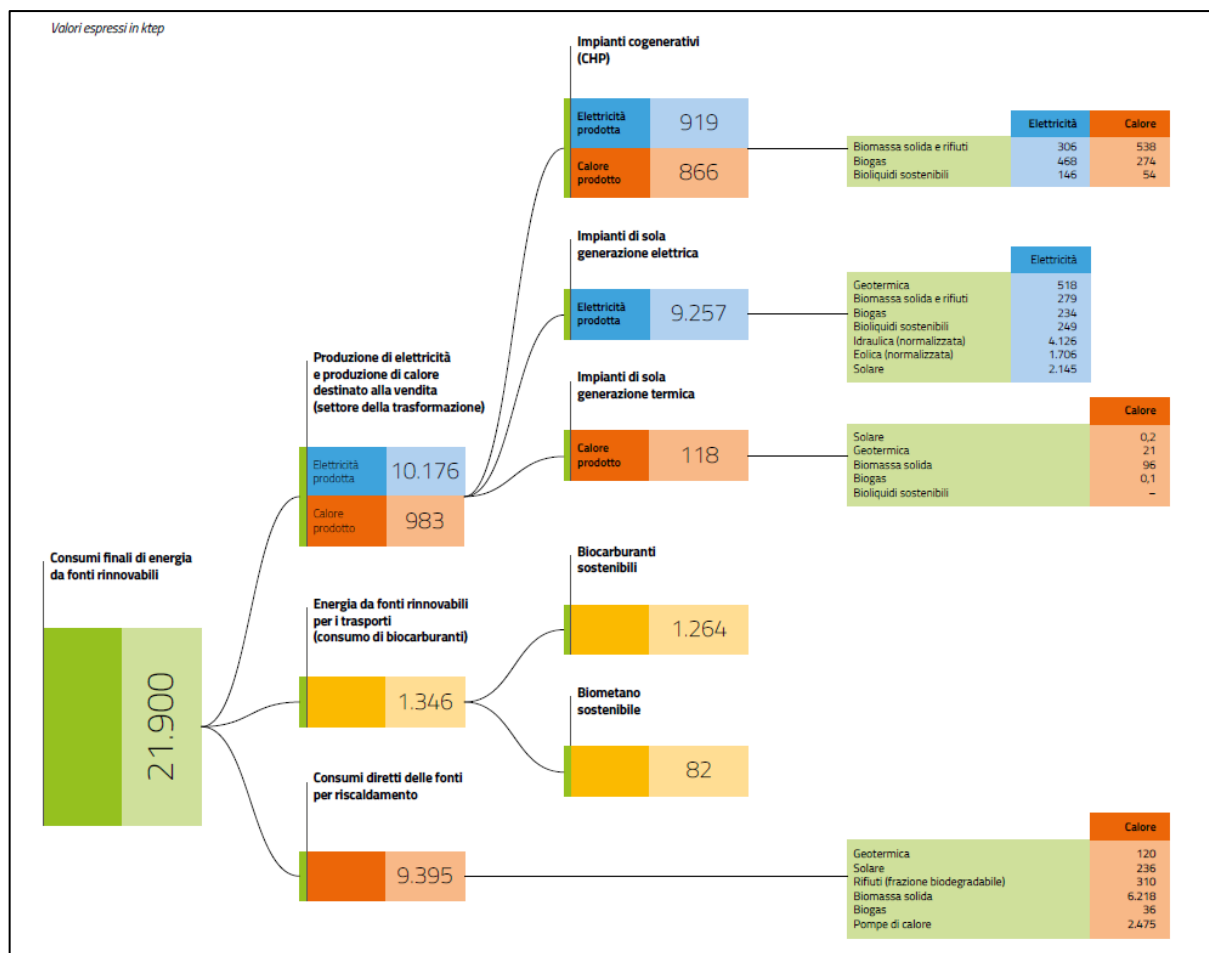 Valori espressi in ktep
Impianti cogenerativi
(CHP)
Elettricità
prodotta
919
Calore
prodotto
866
Elettricità Calore
Biomassa solida e rifiuti 306 538
Biogas 468 274
Bioliquidi sostenibili 146 54
Impianti di sola
generazione elettrica
Elettricità
prodotta
9.257
Elettricità
Geotermica 518
Biomassa solida e rifiuti 279
Biogas 234
Bioliquidi sostenibili 249
Idraulica (normalizzata) 4.126
Eolica (normalizzata) 1.706
Solare 2.145
Produzione di elettricità
e produzione di calore
destinato alla vendita
(settore della trasformazione)
Elettricità
prodotta
10.176
Calore
prodotto
983
Impianti di sola
generazione termica
Calore
prodotto
118
Calore
Solare 0,2
Geotermica 21
Biomassa solida 96
Biogas 0,1
Bioliquidi sostenibili –
Consumi finali di energia
da fonti rinnovabili
21.900
Energia da fonti rinnovabili
per i trasporti
(consumo di biocarburanti)
1.346
Biocarburanti
sostenibili
1.264
Biometano
sostenibile
82
Consumi diretti delle fonti
per riscaldamento
9.395
Calore
Geotermica 120
Solare 236
Rifiuti (frazione biodegradabile) 310
Biomassa solida 6.218
Biogas 36
Pompe di calore 2.475